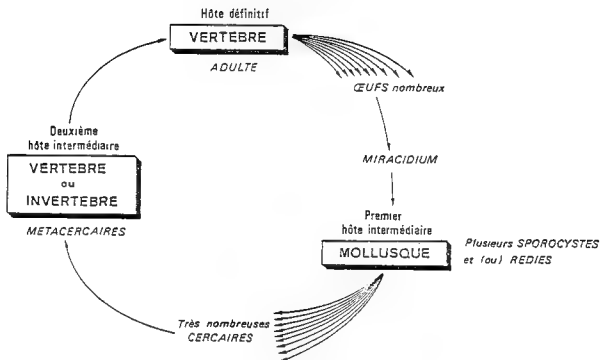 Hôte définitif
VERTEBRE
ADULTE
ŒUFS nombreux
MIRACIDIUM
Premier
hôte intermédiaire
MOLLUSQUE
Plusieurs SPOROCYSTES
et (ou) REDIES
Très nombreuses
CERCAIRES
Deuxième
hôte intermédiaire
VERTEBRE
ou
INVERTEBRE
METACERCAIRES